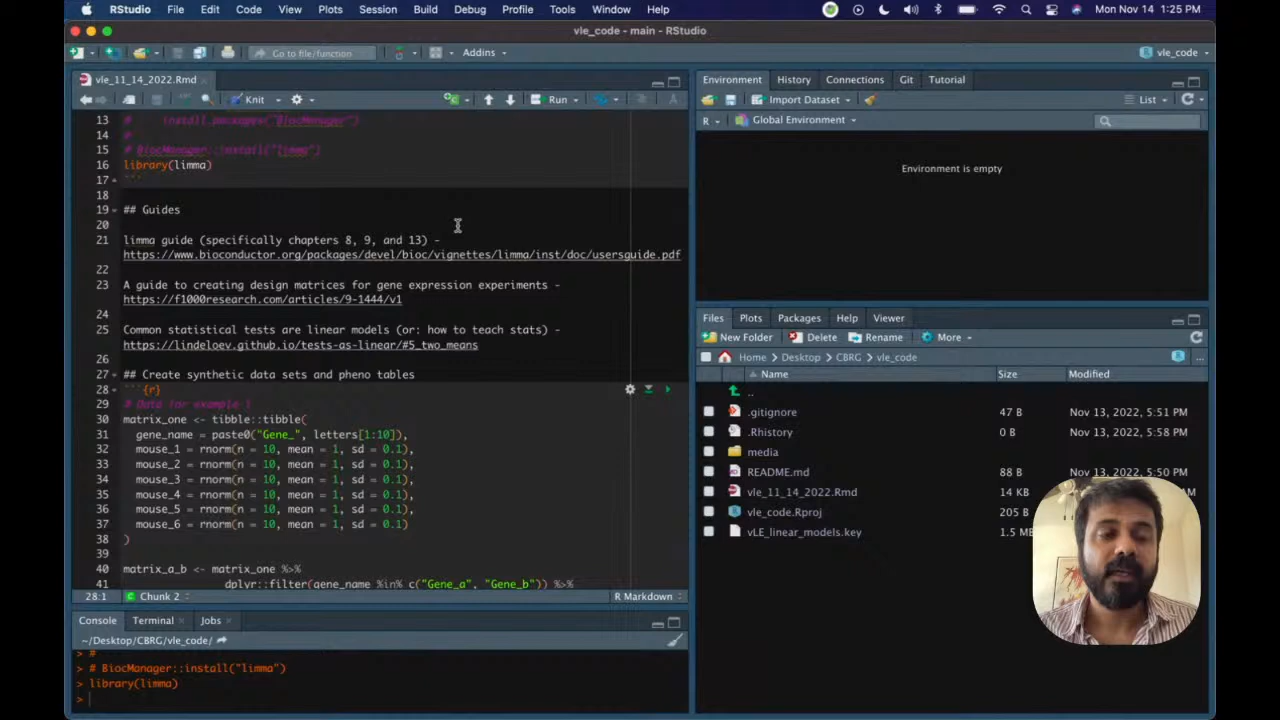 RStudio File Edit Code View Plots Session Build Debug Profile Tools Window Help Mon Nov 14 1:25 PM
vle_code - main - RStudio
Go to file/function Addins vle_code
vle_11_14_2022.Rmd
Knit Run
13 # install.packages("BiocManager")
14 #
15 # BiocManager::install("limma")
16 library(limma)
17 ```
18
19 ## Guides
20
21 limma guide (specifically chapters 8, 9, and 13) -
https://www.bioconductor.org/packages/devel/bioc/vignettes/limma/inst/doc/usersguide.pdf
22
23 A guide to creating design matrices for gene expression experiments -
https://f1000research.com/articles/9-1444/v1
24
25 Common statistical tests are linear models (or: how to teach stats) -
https://lindeloev.github.io/tests-as-linear/#5_two_means
26
27 ## Create synthetic data sets and pheno tables
28 ```{r}
29 # Data for example 1
30 matrix_one <- tibble::tibble(
31 gene_name = paste0("Gene_", letters[1:10]),
32 mouse_1 = rnorm(n = 10, mean = 1, sd = 0.1),
33 mouse_2 = rnorm(n = 10, mean = 1, sd = 0.1),
34 mouse_3 = rnorm(n = 10, mean = 1, sd = 0.1),
35 mouse_4 = rnorm(n = 10, mean = 1, sd = 0.1),
36 mouse_5 = rnorm(n = 10, mean = 1, sd = 0.1),
37 mouse_6 = rnorm(n = 10, mean = 1, sd = 0.1)
38 )
39
40 matrix_a_b <- matrix_one %>%
41 dplyr::filter(gene_name %in% c("Gene_a", "Gene_b")) %>%
28:1 Chunk 2 R Markdown
Console Terminal Jobs
~/Desktop/CBRG/vle_code/
> #
> # BiocManager::install("limma")
> library(limma)
>
Environment History Connections Git Tutorial
Import Dataset List
R Global Environment
Environment is empty
Files Plots Packages Help Viewer
New Folder Delete Rename More
Home Desktop CBRG vle_code ...
Name Size Modified
..
.gitignore 47 B Nov 13, 2022, 5:51 PM
.Rhistory 0 B Nov 13, 2022, 5:58 PM
media
README.md 88 B Nov 13, 2022, 5:50 PM
vle_11_14_2022.Rmd 14 KB
vle_code.Rproj 205 B
vLE_linear_models.key 1.5 MB